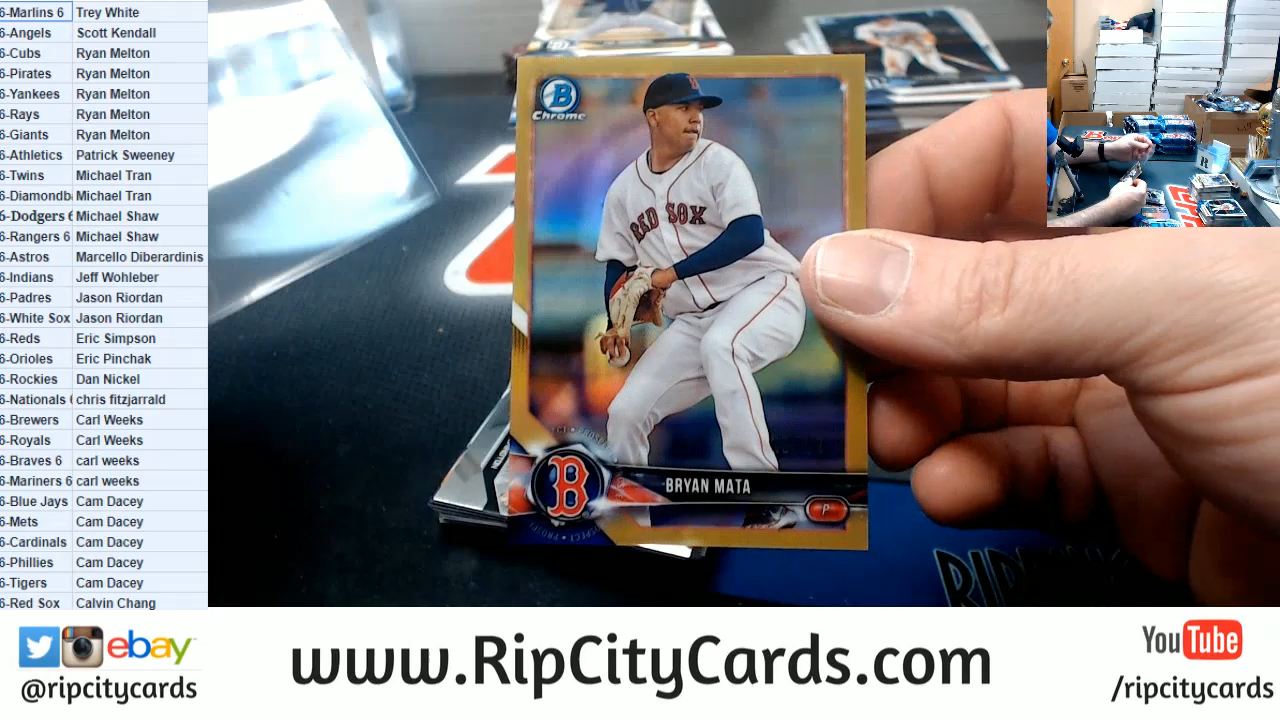 6-Marlins 6 Trey White
6-Angels Scott Kendall
6-Cubs Ryan Melton
6-Pirates Ryan Melton
6-Yankees Ryan Melton
6-Rays Ryan Melton
6-Giants Ryan Melton
6-Athletics Patrick Sweeney
6-Twins Michael Tran
6-Diamondb Michael Tran
6-Dodgers 6 Michael Shaw
6-Rangers 6 Michael Shaw
6-Astros Marcello Diberardinis
6-Indians Jeff Wohleber
6-Padres Jason Riordan
6-White Sox Jason Riordan
6-Reds Eric Simpson
6-Orioles Eric Pinchak
6-Rockies Dan Nickel
6-Nationals chris fitzjarrald
6-Brewers Carl Weeks
6-Royals Carl Weeks
6-Braves 6 carl weeks
6-Mariners 6 carl weeks
6-Blue Jays Cam Dacey
6-Mets Cam Dacey
6-Cardinals Cam Dacey
6-Phillies Cam Dacey
6-Tigers Cam Dacey
6-Red Sox Calvin Chang
B
Chrome
RED SOX
B
BRYAN MATA
P
ebay
@ripcitycards
www.RipCityCards.com
YouTube
/ripcitycards